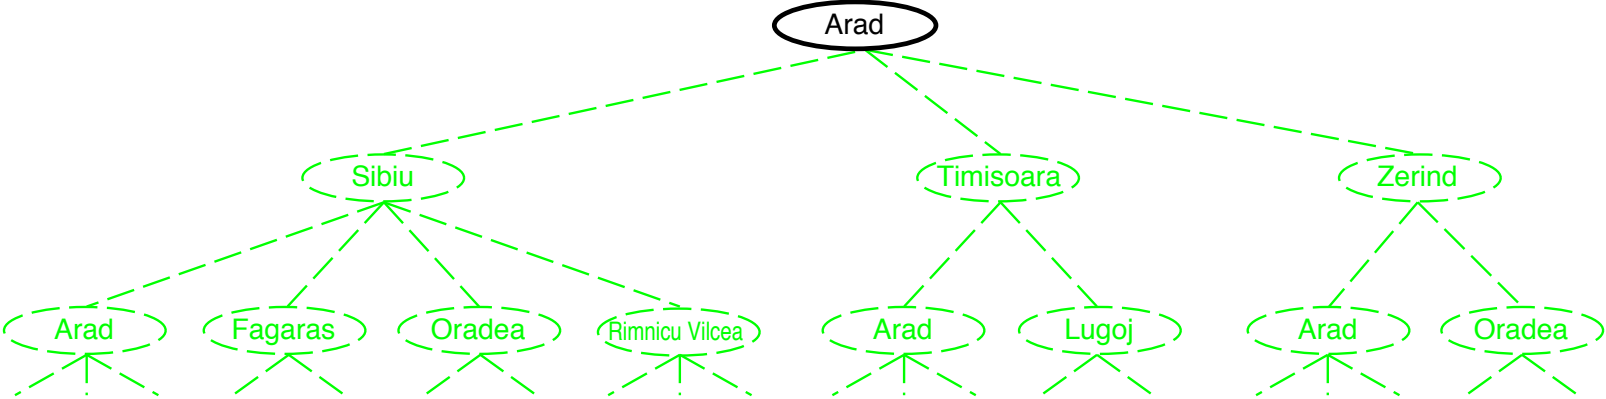 Arad
Sibiu
Timisoara
Zerind
Arad
Fagaras
Oradea
Rimnicu Vilcea
Arad
Lugoj
Arad
Oradea